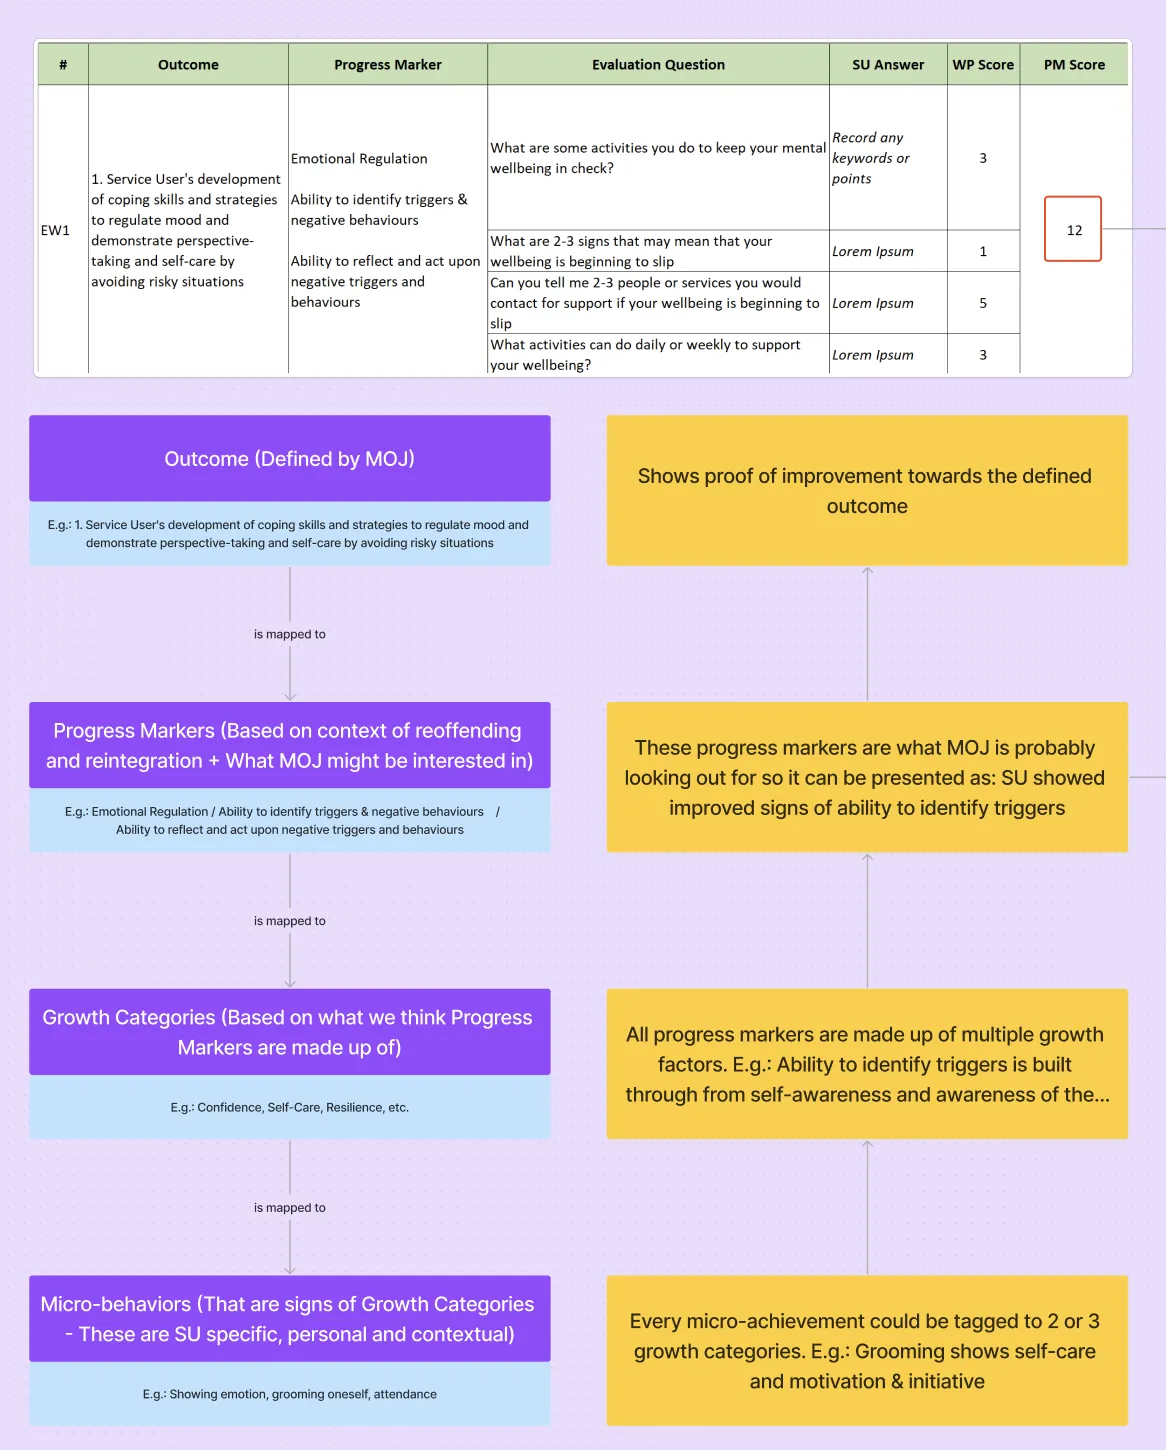 # Outcome Progress Marker Evaluation Question SU Answer WP Score PM Score
EW1
1. Service User's development
of coping skills and strategies
to regulate mood and
demonstrate perspective-
taking and self-care by
avoiding risky situations
Emotional Regulation
Ability to identify triggers &
negative behaviours
Ability to reflect and act upon
negative triggers and
behaviours
What are some activities you do to keep your mental
wellbeing in check?
Record any
keywords or
points
3
What are 2-3 signs that may mean that your
wellbeing is beginning to slip
Lorem Ipsum
1
Can you tell me 2-3 people or services you would
contact for support if your wellbeing is beginning to
slip
Lorem Ipsum
5
What activities can do daily or weekly to support
your wellbeing?
Lorem Ipsum
3
12
Outcome (Defined by MOJ)
E.g.: 1. Service User's development of coping skills and strategies to regulate mood and
demonstrate perspective-taking and self-care by avoiding risky situations
is mapped to
Progress Markers (Based on context of reoffending
and reintegration + What MOJ might be interested in)
E.g.: Emotional Regulation / Ability to identify triggers & negative behaviours /
Ability to reflect and act upon negative triggers and behaviours
is mapped to
Growth Categories (Based on what we think Progress
Markers are made up of)
E.g.: Confidence, Self-Care, Resilience, etc.
is mapped to
Micro-behaviors (That are signs of Growth Categories
- These are SU specific, personal and contextual)
E.g.: Showing emotion, grooming oneself, attendance
Shows proof of improvement towards the defined
outcome
These progress markers are what MOJ is probably
looking out for so it can be presented as: SU showed
improved signs of ability to identify triggers
All progress markers are made up of multiple growth
factors. E.g.: Ability to identify triggers is built
through from self-awareness and awareness of the...
Every micro-achievement could be tagged to 2 or 3
growth categories. E.g.: Grooming shows self-care
and motivation & initiative